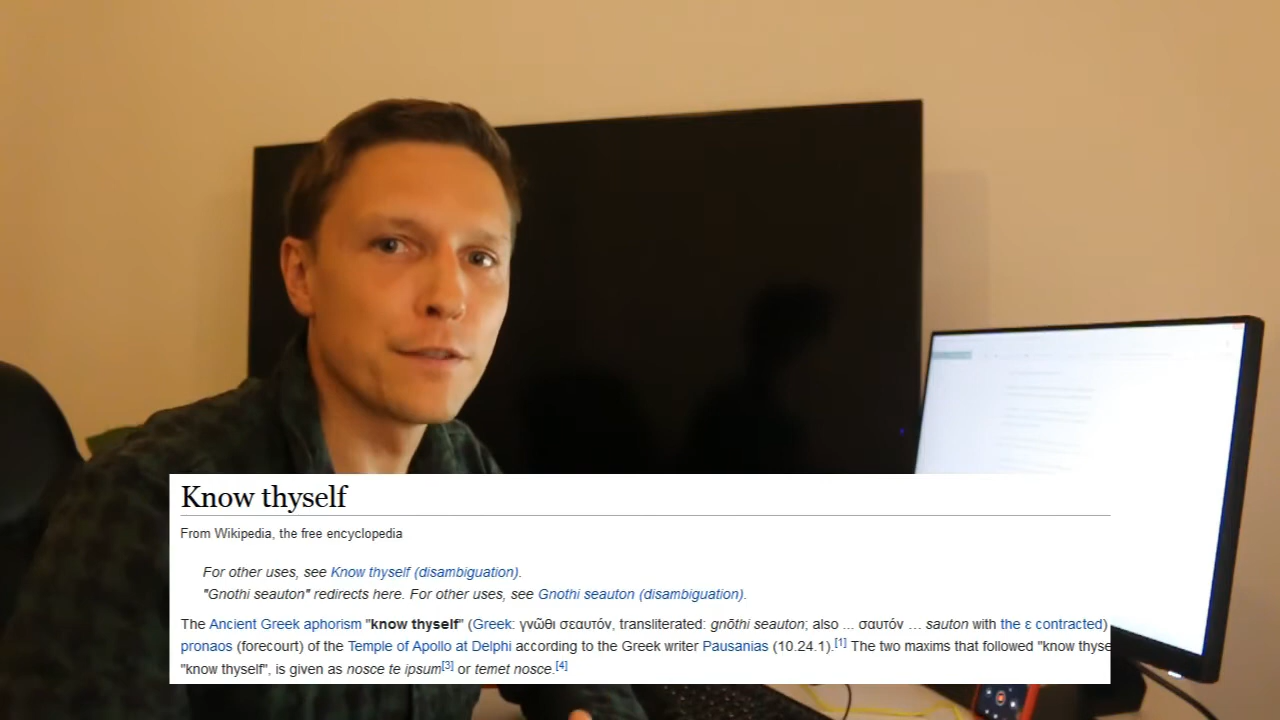 Know thyself
From Wikipedia, the free encyclopedia
For other uses, see Know thyself (disambiguation).
"Gnothi seauton" redirects here. For other uses, see Gnothi seauton (disambiguation).
The Ancient Greek aphorism "know thyself" (Greek: γνῶθι σεαυτόν, transliterated: gnōthi seauton; also ... σαυτόν … sauton with the ε contracted)
pronaos (forecourt) of the Temple of Apollo at Delphi according to the Greek writer Pausanias (10.24.1).[1] The two maxims that followed "know thyse
"know thyself", is given as nosce te ipsum[3] or temet nosce.[4]